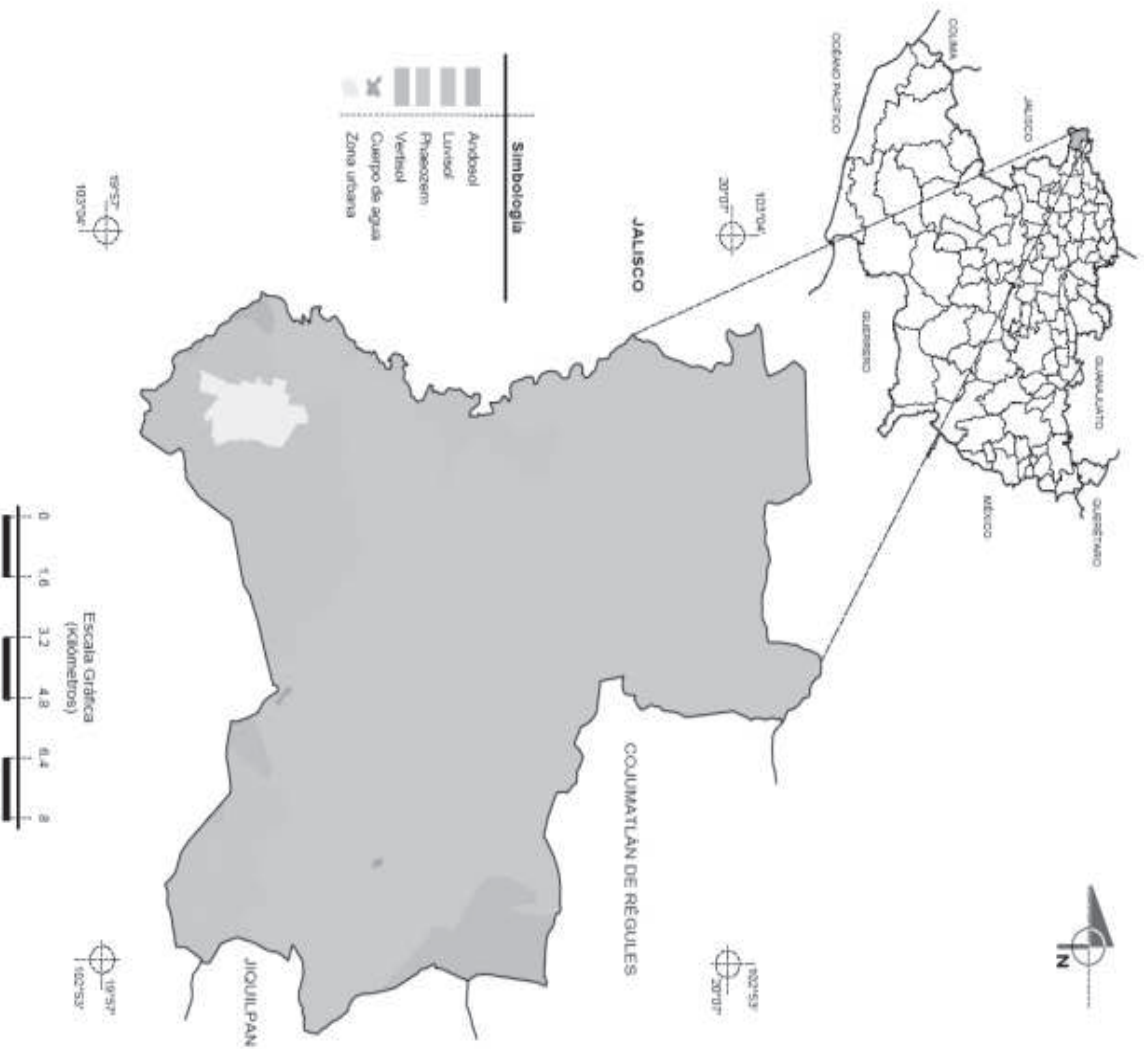 COLIMA
JALISCO
OCÉANO PACÍFICO
GUERRERO
GUANAJUATO
QUERÉTARO
MÉXICO
N
103°04'
20°07'
102°53'
20°07'
JALISCO
COJUMATLÁN DE RÉGULES
JIQUILPAN
Simbología
Andosol
Luvisol
Phaeozem
Vertisol
Cuerpo de agua
Zona urbana
19°57'
103°04'
19°57'
102°53'
Escala Gráfica
(Kilómetros)
0 1.6 3.2 4.8 6.4 8